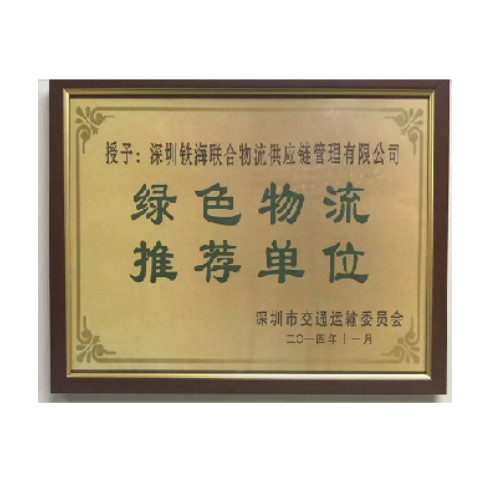 授予：深圳铁海联合物流供应链管理有限公司
绿色物流
推荐单位
深圳市交通运输委员会
二〇一四年十一月